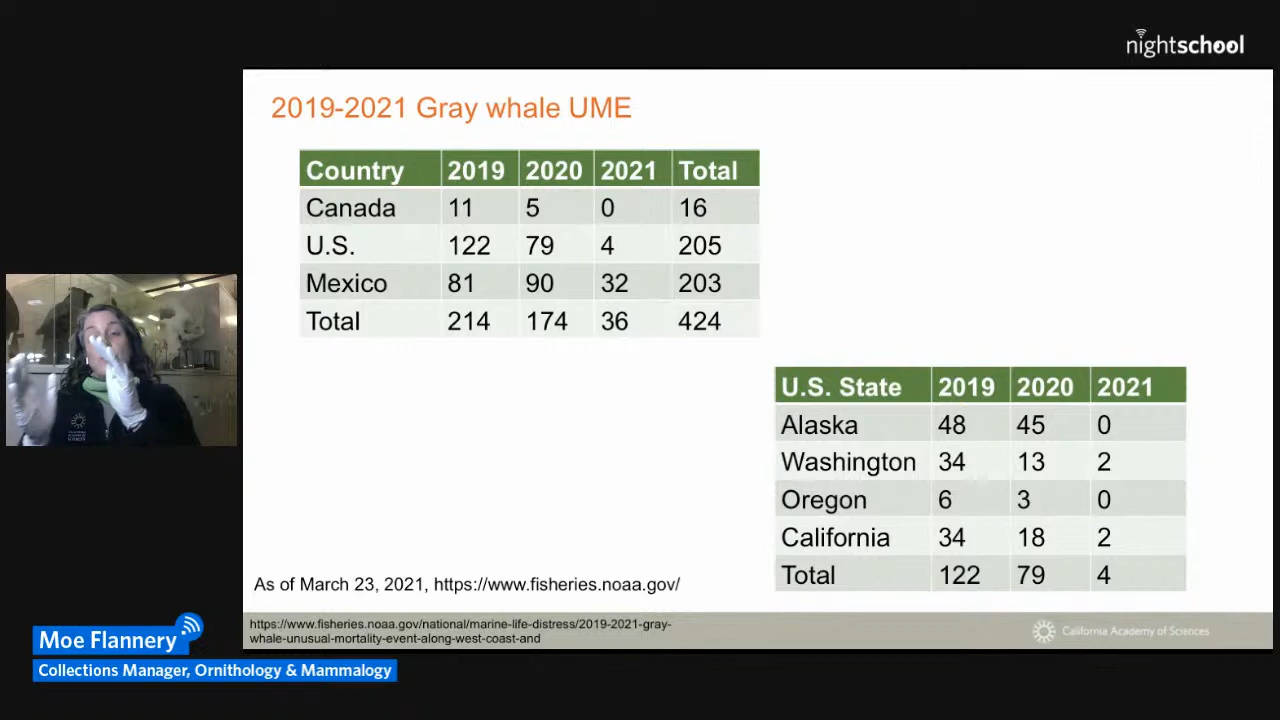 nightschool
2019-2021 Gray whale UME
Country 2019 2020 2021 Total
Canada 11 5 0 16
U.S. 122 79 4 205
Mexico 81 90 32 203
Total 214 174 36 424
U.S. State 2019 2020 2021
Alaska 48 45 0
Washington 34 13 2
Oregon 6 3 0
California 34 18 2
Total 122 79 4
As of March 23, 2021, https://www.fisheries.noaa.gov/
https://www.fisheries.noaa.gov/national/marine-life-distress/2019-2021-gray-
whale-unusual-mortality-event-along-west-coast-and
California Academy of Sciences
Moe Flannery
Collections Manager, Ornithology & Mammalogy